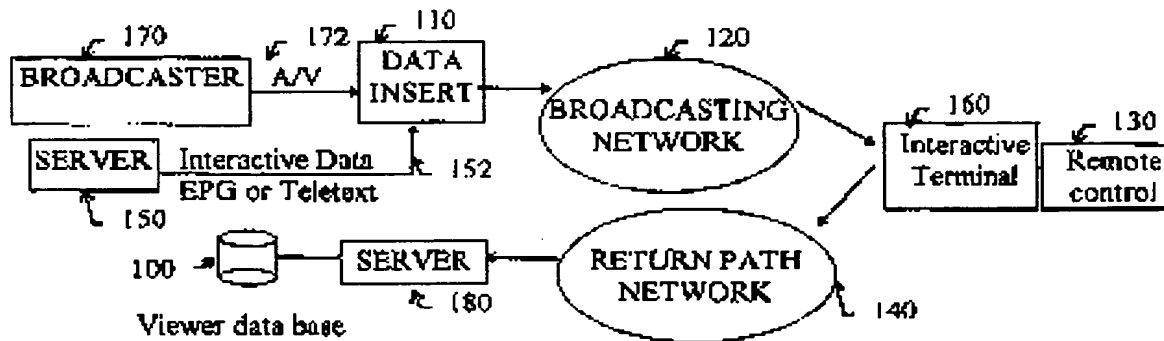 170
172
110
120
BROADCASTER
A/V
DATA
INSERT
BROADCASTING
NETWORK
160
130
Interactive
Terminal
Remote
control
SERVER
Interactive Data
EPG or Teletext
152
150
100
SERVER
180
RETURN PATH
NETWORK
140
Viewer data base